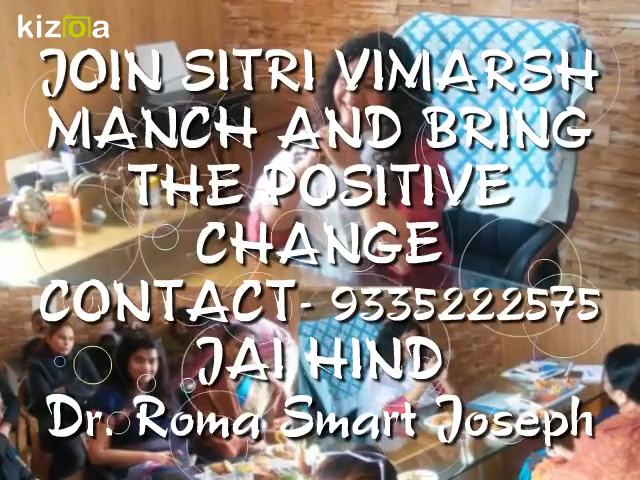 kizoa
JOIN SITRI VIMARSH
MANCH AND BRING
THE POSITIVE
CHANGE
CONTACT- 9335222575
JAI HIND
Dr. Roma Smart Joseph